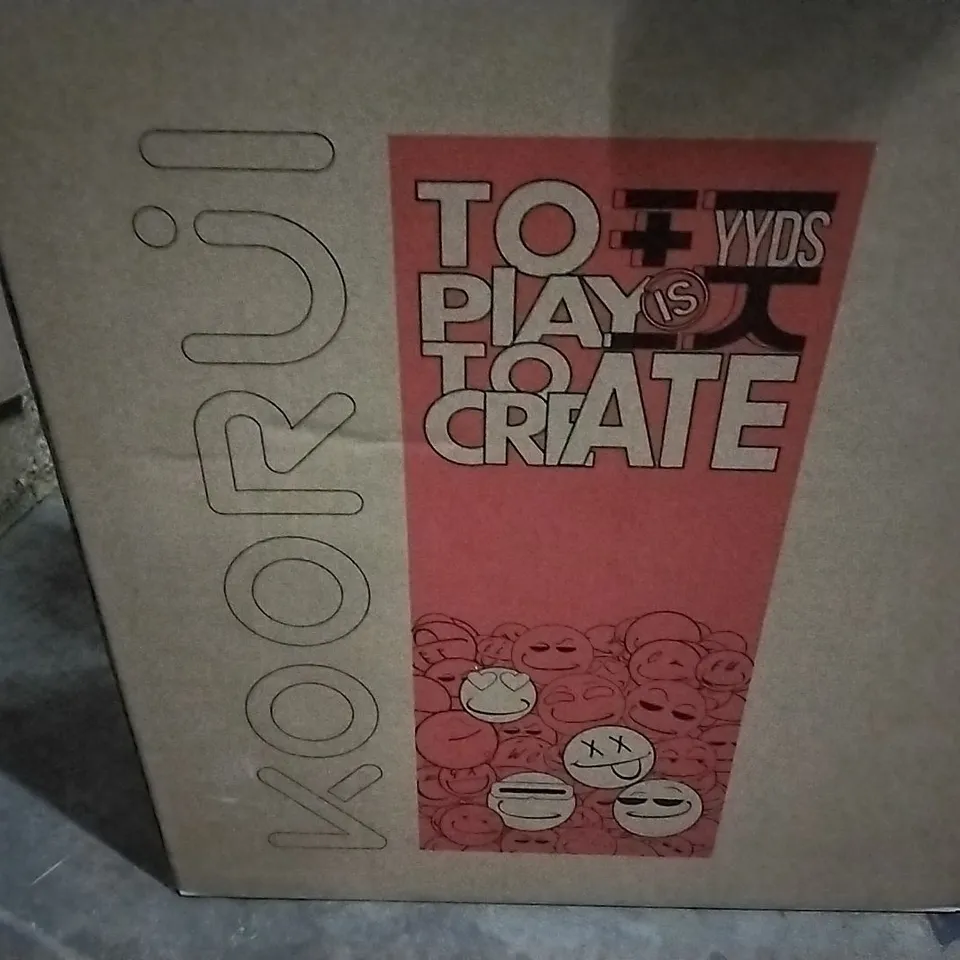 KOORUI
TO 玩 YYDS
PLAY IS
TO
CREATE